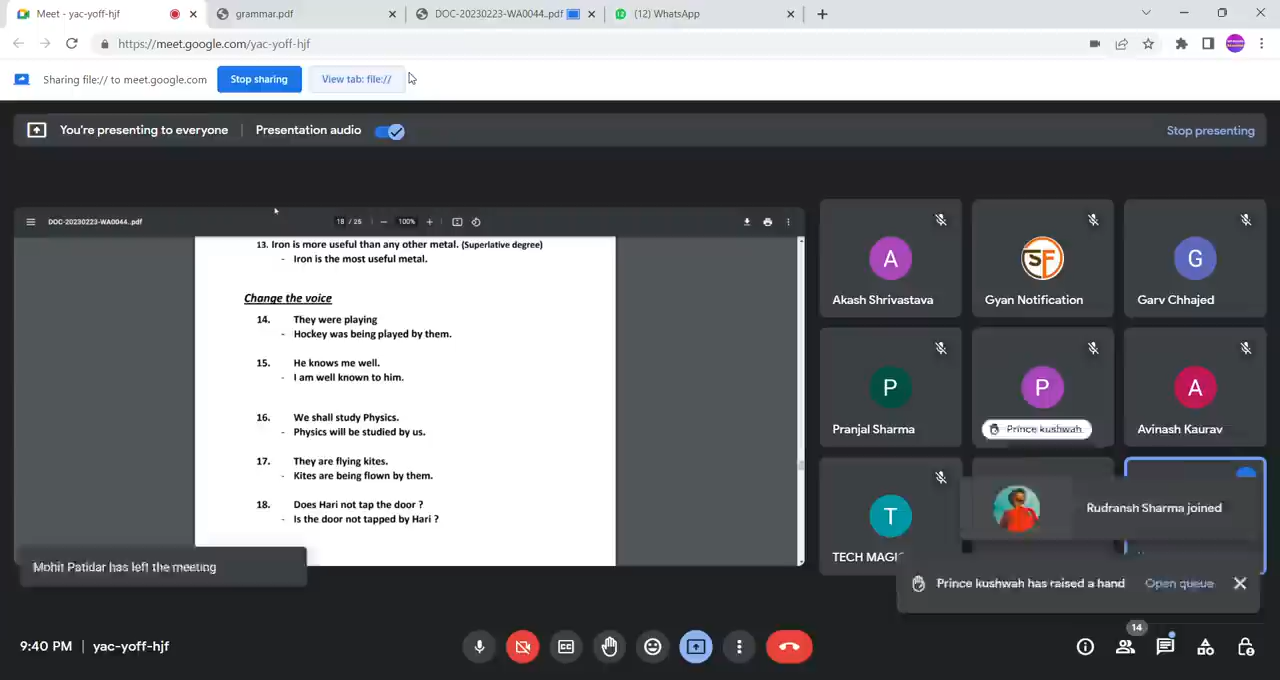 Meet - yac-yoff-hjf
grammar.pdf
DOC-20230223-WA0044..pdf
(12) WhatsApp
https://meet.google.com/yac-yoff-hjf
Sharing file:// to meet.google.com
Stop sharing
View tab: file://
You're presenting to everyone
Presentation audio
Stop presenting
DOC-20230223-WA0044..pdf
18 / 25
100%
13. Iron is more useful than any other metal. (Superlative degree)
- Iron is the most useful metal.
Change the voice
14. They were playing
- Hockey was being played by them.
15. He knows me well.
- I am well known to him.
16. We shall study Physics.
- Physics will be studied by us.
17. They are flying kites.
- Kites are being flown by them.
18. Does Hari not tap the door ?
- Is the door not tapped by Hari ?
A
Akash Shrivastava
SF
Gyan Notification
G
Garv Chhajed
P
Pranjal Sharma
P
Prince kushwah
A
Avinash Kaurav
T
TECH MAGIC
Rudransh Sharma joined
Mohit Patidar has left the meeting
Prince kushwah has raised a hand
Open queue
9:40 PM
yac-yoff-hjf
14